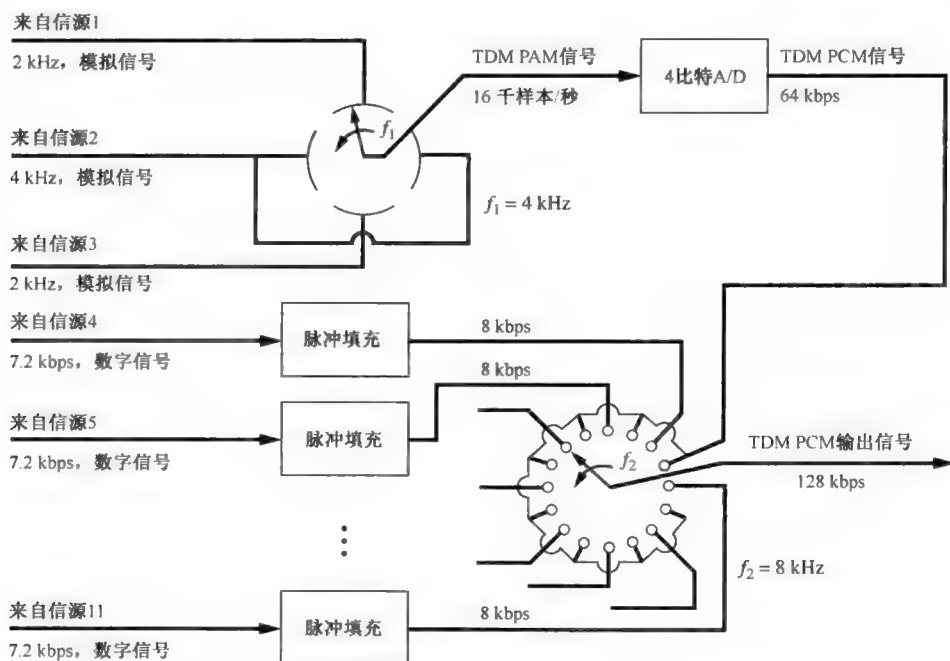 来自信源1
2 kHz，模拟信号
TDM PAM信号
16 千样本/秒
4比特A/D
TDM PCM信号
64 kbps
f₁
来自信源2
4 kHz，模拟信号
f₁ = 4 kHz
来自信源3
2 kHz，模拟信号
来自信源4
7.2 kbps，数字信号
脉冲填充
8 kbps
8 kbps
来自信源5
7.2 kbps，数字信号
脉冲填充
f₂
TDM PCM输出信号
128 kbps
f₂ = 8 kHz
来自信源11
7.2 kbps，数字信号
脉冲填充
8 kbps